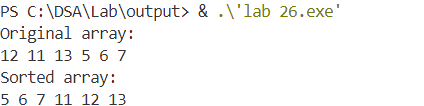 PS C:\DSA\Lab\output> & .\'lab 26.exe'
Original array:
12 11 13 5 6 7
Sorted array:
5 6 7 11 12 13